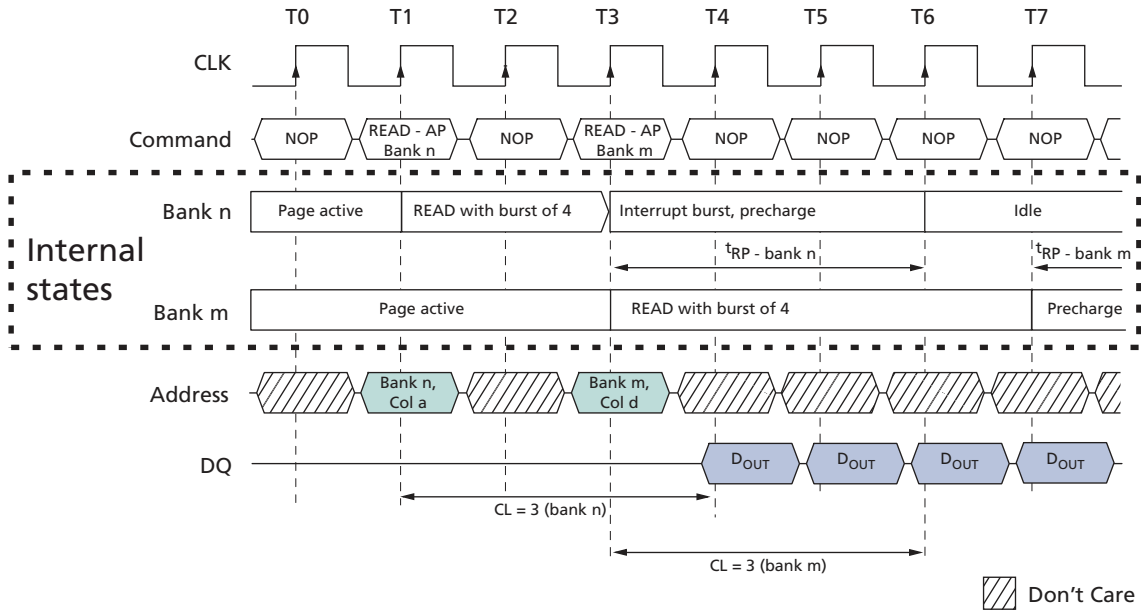 T0 T1 T2 T3 T4 T5 T6 T7
CLK
Command NOP READ - AP Bank n NOP READ - AP Bank m NOP NOP NOP NOP
Internal states
Bank n Page active READ with burst of 4 Interrupt burst, precharge Idle
tRP - bank n tRP - bank m
Bank m Page active READ with burst of 4 Precharge
Address Bank n, Col a Bank m, Col d
DQ DOUT DOUT DOUT DOUT
CL = 3 (bank n)
CL = 3 (bank m)
Don't Care